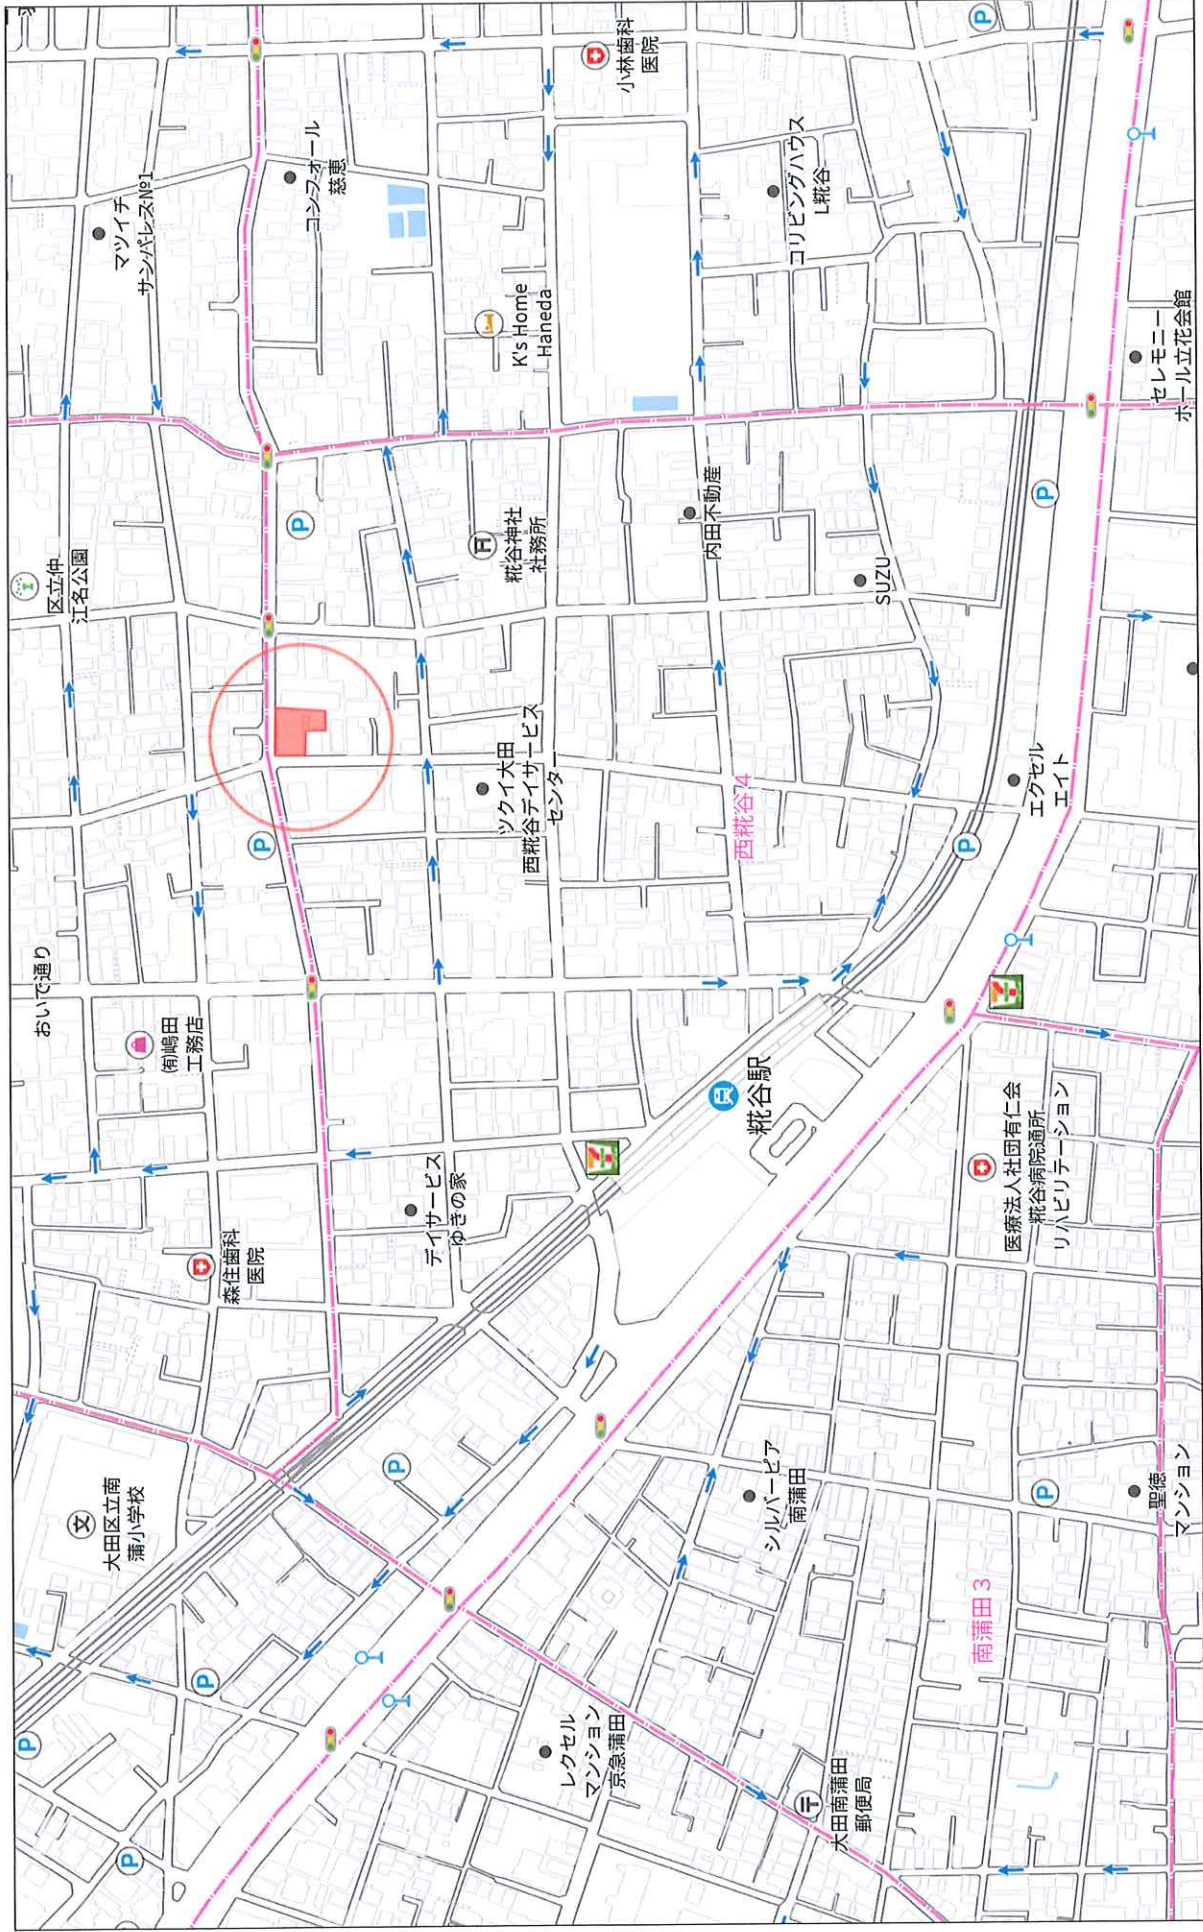 おいで通り
区立仲
江名公園
大田区立南
蒲小学校
マツイチ
サンパレス№1
㈲嶋田
工務店
森住歯科
医院
コンフォール
慈恵
デイサービス
ゆきの家
ツクイ大田
西糀谷デイサービス
センター
糀谷神社
社務所
K's Home
Haneda
小林歯科
医院
レクセル
マンション
京急蒲田
内田不動産
糀谷駅
西糀谷4
コリビングハウス
L糀谷
シルバーピア
南蒲田
大田南蒲田
郵便局
SUZU
南蒲田3
医療法人社団有仁会
糀谷病院通所
リハビリテーション
エクセル
エイト
聖徳
マンション
セレモニー
ホール立花会館